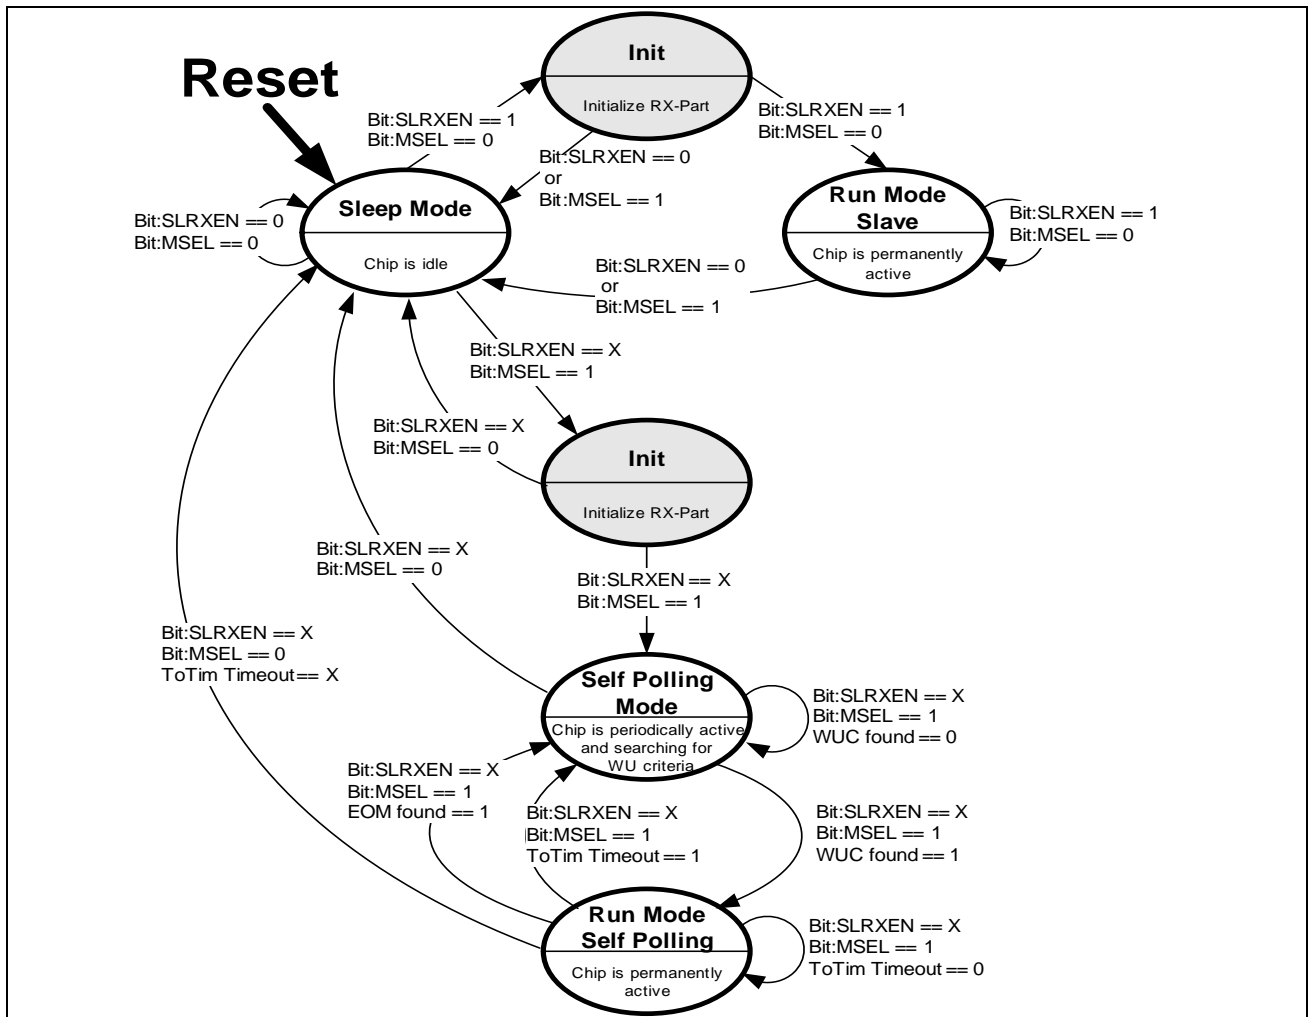 Init
Initialize RX-Part
Reset
Bit:SLRXEN == 1
Bit:MSEL == 0
Bit:SLRXEN == 1
Bit:MSEL == 0
Bit:SLRXEN == 0
or
Bit:MSEL == 1
Sleep Mode
Chip is idle
Bit:SLRXEN == 0
Bit:MSEL == 0
Run Mode
Slave
Chip is permanently
active
Bit:SLRXEN == 1
Bit:MSEL == 0
Bit:SLRXEN == 0
or
Bit:MSEL == 1
Bit:SLRXEN == X
Bit:MSEL == 1
Bit:SLRXEN == X
Bit:MSEL == 0
Init
Initialize RX-Part
Bit:SLRXEN == X
Bit:MSEL == 0
Bit:SLRXEN == X
Bit:MSEL == 1
Bit:SLRXEN == X
Bit:MSEL == 0
ToTim Timeout == X
Self Polling
Mode
Chip is periodically active
and searching for
WU criteria
Bit:SLRXEN == X
Bit:MSEL == 1
WUC found == 0
Bit:SLRXEN == X
Bit:MSEL == 1
EOM found == 1
Bit:SLRXEN == X
Bit:MSEL == 1
ToTim Timeout == 1
Bit:SLRXEN == X
Bit:MSEL == 1
WUC found == 1
Run Mode
Self Polling
Chip is permanently
active
Bit:SLRXEN == X
Bit:MSEL == 1
ToTim Timeout == 0